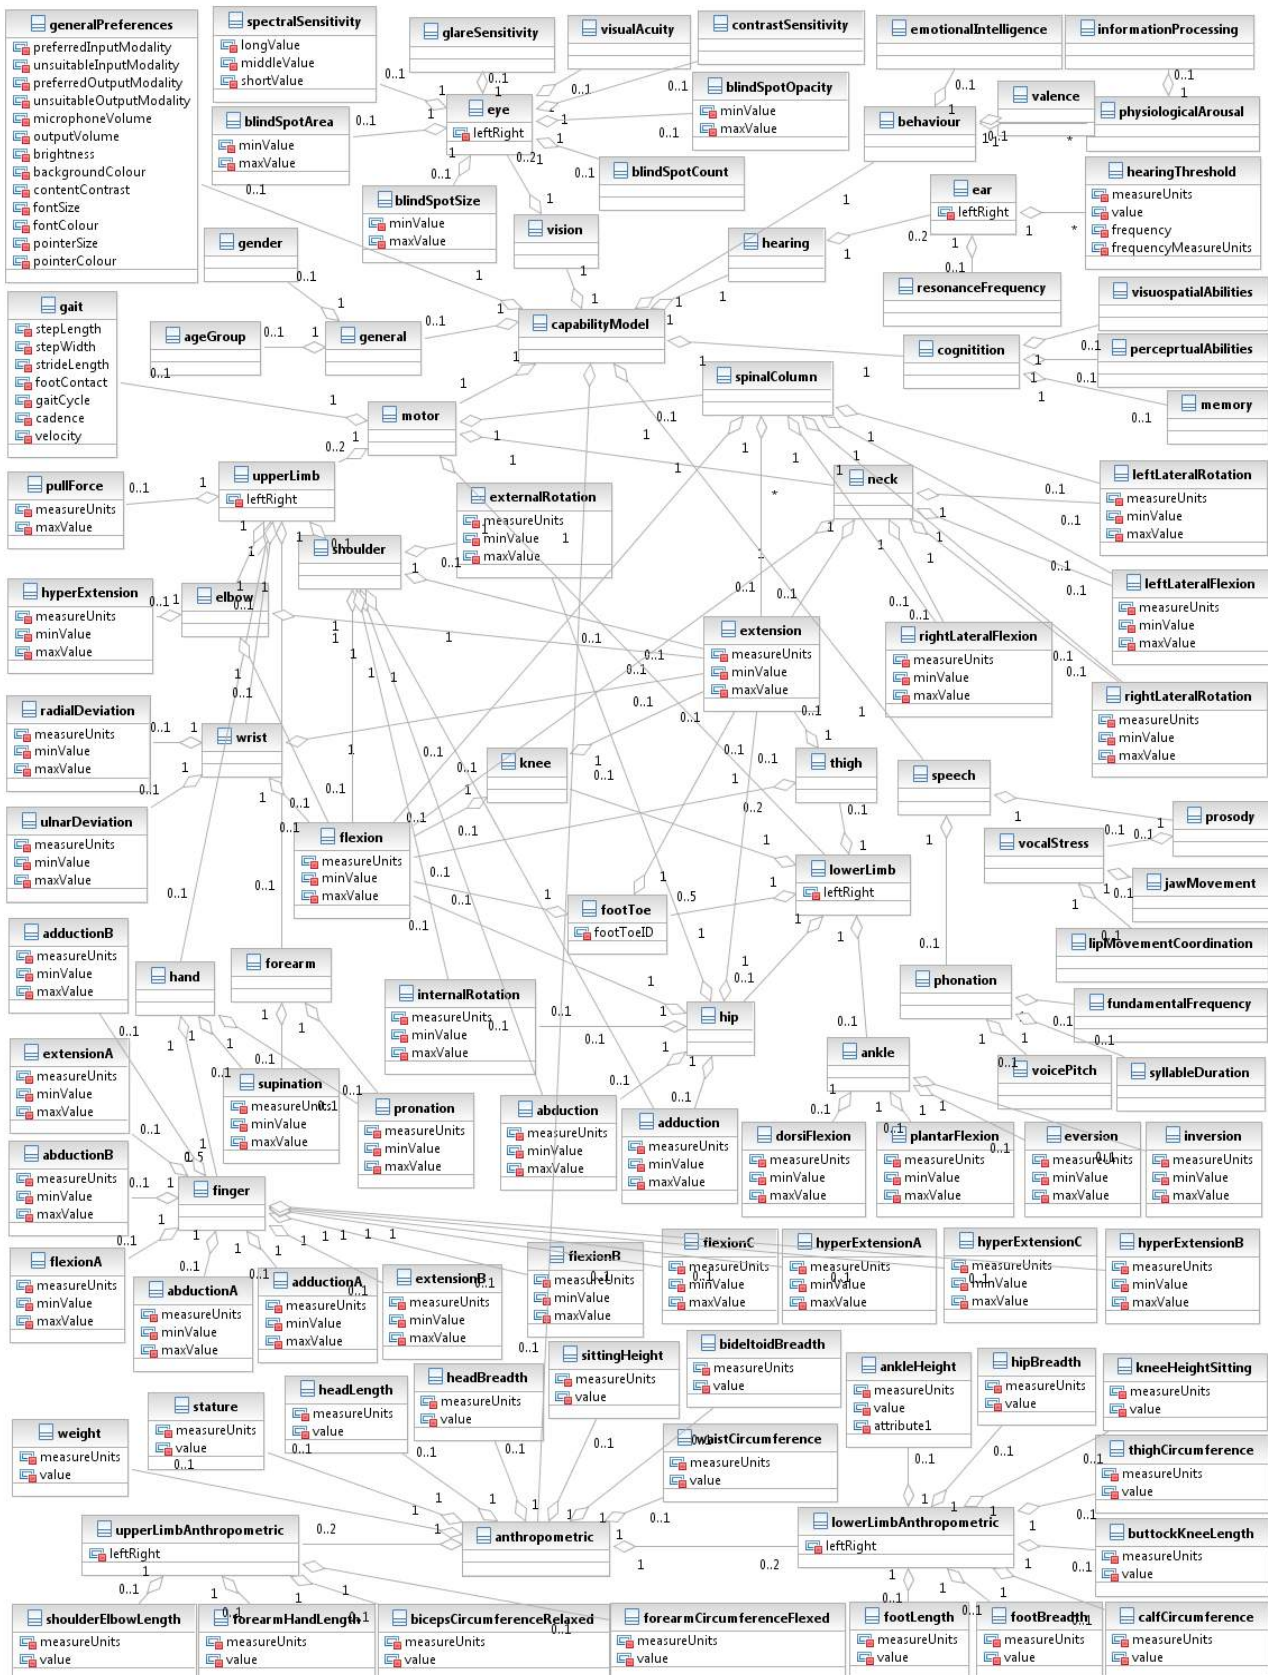 generalPreferences
preferredInputModality
unsuitableInputModality
preferredOutputModality
unsuitableOutputModality
microphoneVolume
outputVolume
brightness
backgroundColour
contentContrast
fontSize
fontColour
pointerSize
pointerColour
spectralSensitivity
longValue
middleValue
shortValue
glareSensitivity
visualAcuity
contrastSensitivity
emotionalIntelligence
informationProcessing
blindSpotArea
minValue
maxValue
eye
leftRight
blindSpotOpacity
minValue
maxValue
behaviour
valence
physiologicalArousal
blindSpotSize
minValue
maxValue
blindSpotCount
vision
hearing
ear
leftRight
hearingThreshold
measureUnits
value
frequency
frequencyMeasureUnits
gender
resonanceFrequency
visuospatialAbilities
gait
stepLength
stepWidth
strideLength
footContact
gaitCycle
cadence
velocity
ageGroup
general
capabilityModel
cognitition
perceprtualAbilities
memory
motor
spinalColumn
pullForce
measureUnits
maxValue
upperLimb
leftRight
externalRotation
measureUnits
minValue
maxValue
neck
leftLateralRotation
measureUnits
minValue
maxValue
shoulder
hyperExtension
measureUnits
minValue
maxValue
elbow
leftLateralFlexion
measureUnits
minValue
maxValue
extension
measureUnits
minValue
maxValue
rightLateralFlexion
measureUnits
minValue
maxValue
rightLateralRotation
measureUnits
minValue
maxValue
radialDeviation
measureUnits
minValue
maxValue
wrist
knee
thigh
speech
ulnarDeviation
measureUnits
minValue
maxValue
flexion
measureUnits
minValue
maxValue
vocalStress
prosody
lowerLimb
leftRight
jawMovement
footToe
footToeID
lipMovementCoordination
adductionB
measureUnits
minValue
maxValue
hand
forearm
internalRotation
measureUnits
minValue
maxValue
hip
phonation
fundamentalFrequency
ankle
voicePitch
syllableDuration
extensionA
measureUnits
minValue
maxValue
supination
measureUnits
minValue
maxValue
pronation
measureUnits
minValue
maxValue
abduction
measureUnits
minValue
maxValue
adduction
measureUnits
minValue
maxValue
dorsiFlexion
measureUnits
minValue
maxValue
plantarFlexion
measureUnits
minValue
maxValue
eversion
measureUnits
minValue
maxValue
inversion
measureUnits
minValue
maxValue
abductionB
measureUnits
minValue
maxValue
finger
flexionA
measureUnits
minValue
maxValue
abductionA
measureUnits
minValue
maxValue
adductionA
measureUnits
minValue
maxValue
extensionB
measureUnits
minValue
maxValue
flexionB
measureUnits
minValue
maxValue
flexionC
measureUnits
minValue
maxValue
hyperExtensionA
measureUnits
minValue
maxValue
hyperExtensionC
measureUnits
minValue
maxValue
hyperExtensionB
measureUnits
minValue
maxValue
weight
measureUnits
value
stature
measureUnits
value
headLength
measureUnits
value
headBreadth
measureUnits
value
sittingHeight
measureUnits
value
bideltoidBreadth
measureUnits
value
waistCircumference
measureUnits
value
ankleHeight
measureUnits
value
attribute1
hipBreadth
measureUnits
value
kneeHeightSitting
measureUnits
value
thighCircumference
measureUnits
value
buttockKneeLength
measureUnits
value
upperLimbAnthropometric
leftRight
anthropometric
lowerLimbAnthropometric
leftRight
shoulderElbowLength
measureUnits
value
forearmHandLength
measureUnits
value
bicepsCircumferenceRelaxed
measureUnits
value
forearmCircumferenceFlexed
measureUnits
value
footLength
measureUnits
value
footBreadth
measureUnits
value
calfCircumference
measureUnits
value